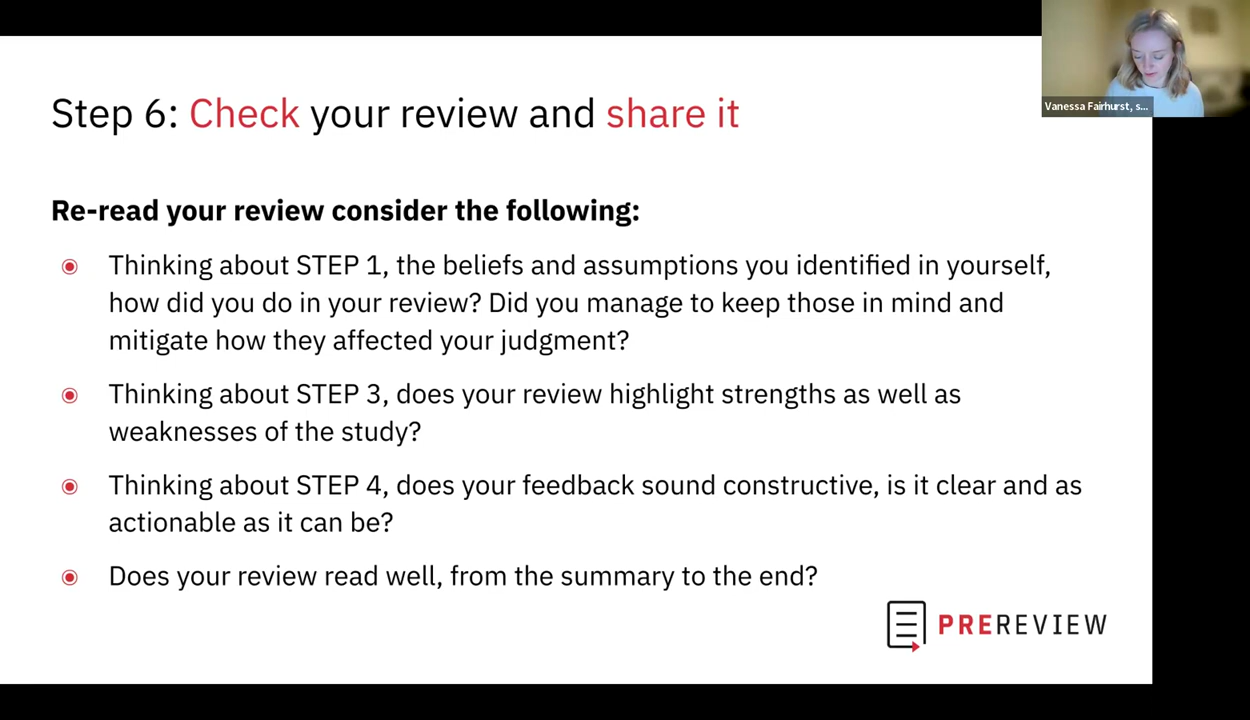 Step 6: Check your review and share it
Vanessa Fairhurst, s...
Re-read your review consider the following:
Thinking about STEP 1, the beliefs and assumptions you identified in yourself,
how did you do in your review? Did you manage to keep those in mind and
mitigate how they affected your judgment?
Thinking about STEP 3, does your review highlight strengths as well as
weaknesses of the study?
Thinking about STEP 4, does your feedback sound constructive, is it clear and as
actionable as it can be?
Does your review read well, from the summary to the end?
PREREVIEW